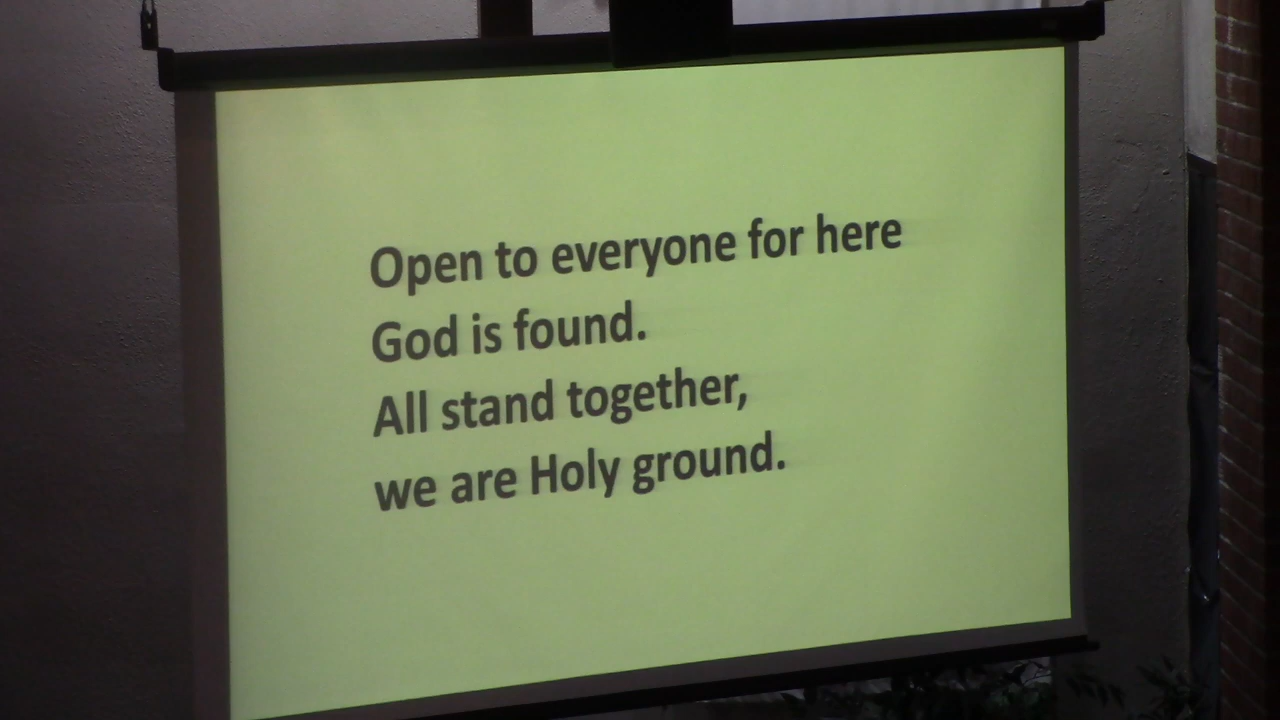 Open to everyone for here
God is found.
All stand together,
we are Holy ground.